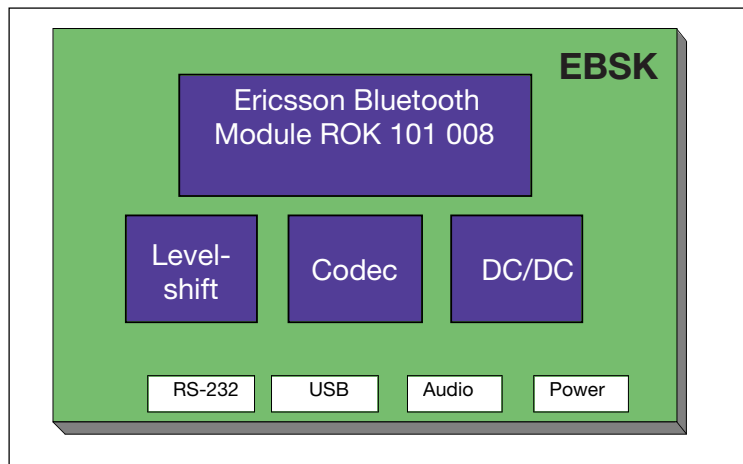 EBSK
Ericsson Bluetooth
Module ROK 101 008
Level-
shift
Codec
DC/DC
RS-232
USB
Audio
Power